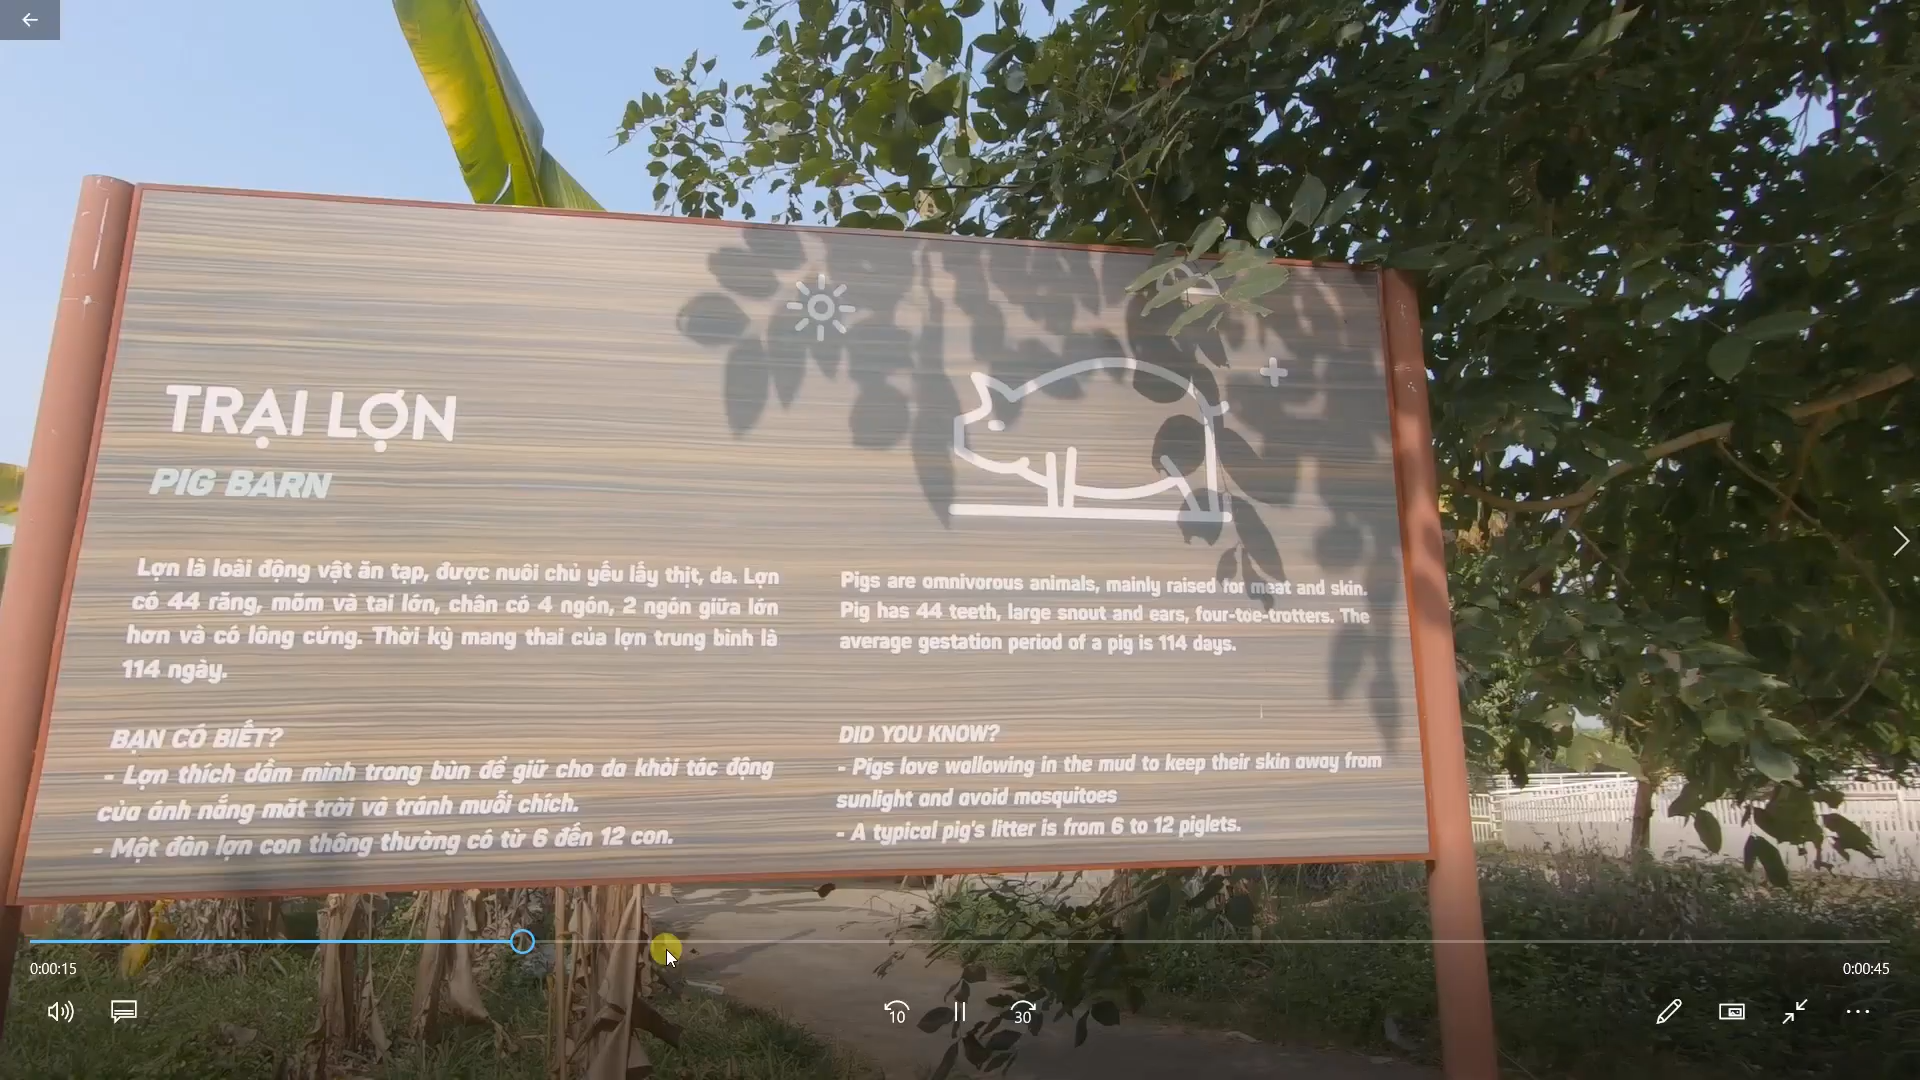 TRẠI LỢN
PIG BARN
Lợn là loài động vật ăn tạp, được nuôi chủ yếu lấy thịt, da. Lợn
có 44 răng, mõm và tai lớn, chân có 4 ngón, 2 ngón giữa lớn
hơn và có lông cứng. Thời kỳ mang thai của lợn trung bình là
114 ngày.
BẠN CÓ BIẾT?
- Lợn thích dầm mình trong bùn để giữ cho da khỏi tác động
của ánh nắng mặt trời và tránh muỗi chích.
- Một đàn lợn con thông thường có từ 6 đến 12 con.
Pigs are omnivorous animals, mainly raised for meat and skin.
Pig has 44 teeth, large snout and ears, four-toe-trotters. The
average gestation period of a pig is 114 days.
DID YOU KNOW?
- Pigs love wallowing in the mud to keep their skin away from
sunlight and avoid mosquitoes
- A typical pig's litter is from 6 to 12 piglets.
0:00:15
0:00:45
10
30